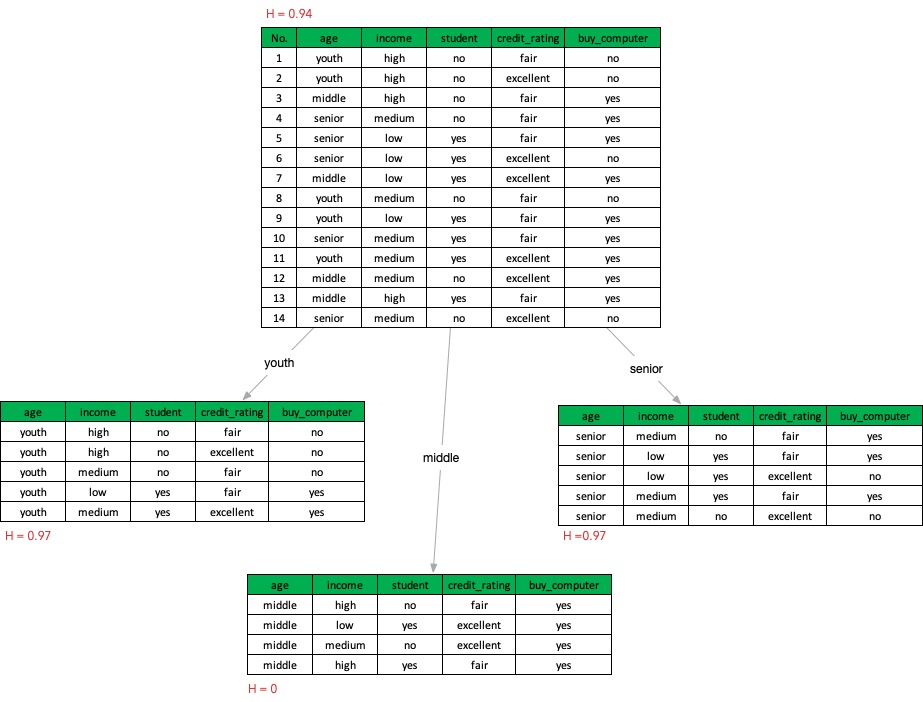 H = 0.94
No. age income student credit_rating buy_computer
1 youth high no fair no
2 youth high no excellent no
3 middle high no fair yes
4 senior medium no fair yes
5 senior low yes fair yes
6 senior low yes excellent no
7 middle low yes excellent yes
8 youth medium no fair no
9 youth low yes fair yes
10 senior medium yes fair yes
11 youth medium yes excellent yes
12 middle medium no excellent yes
13 middle high yes fair yes
14 senior medium no excellent no
youth
age income student credit_rating buy_computer
youth high no fair no
youth high no excellent no
youth medium no fair no
youth low yes fair yes
youth medium yes excellent yes
H = 0.97
middle
age income student credit_rating buy_computer
middle high no fair yes
middle low yes excellent yes
middle medium no excellent yes
middle high yes fair yes
H = 0
senior
age income student credit_rating buy_computer
senior medium no fair yes
senior low yes fair yes
senior low yes excellent no
senior medium yes fair yes
senior medium no excellent no
H =0.97